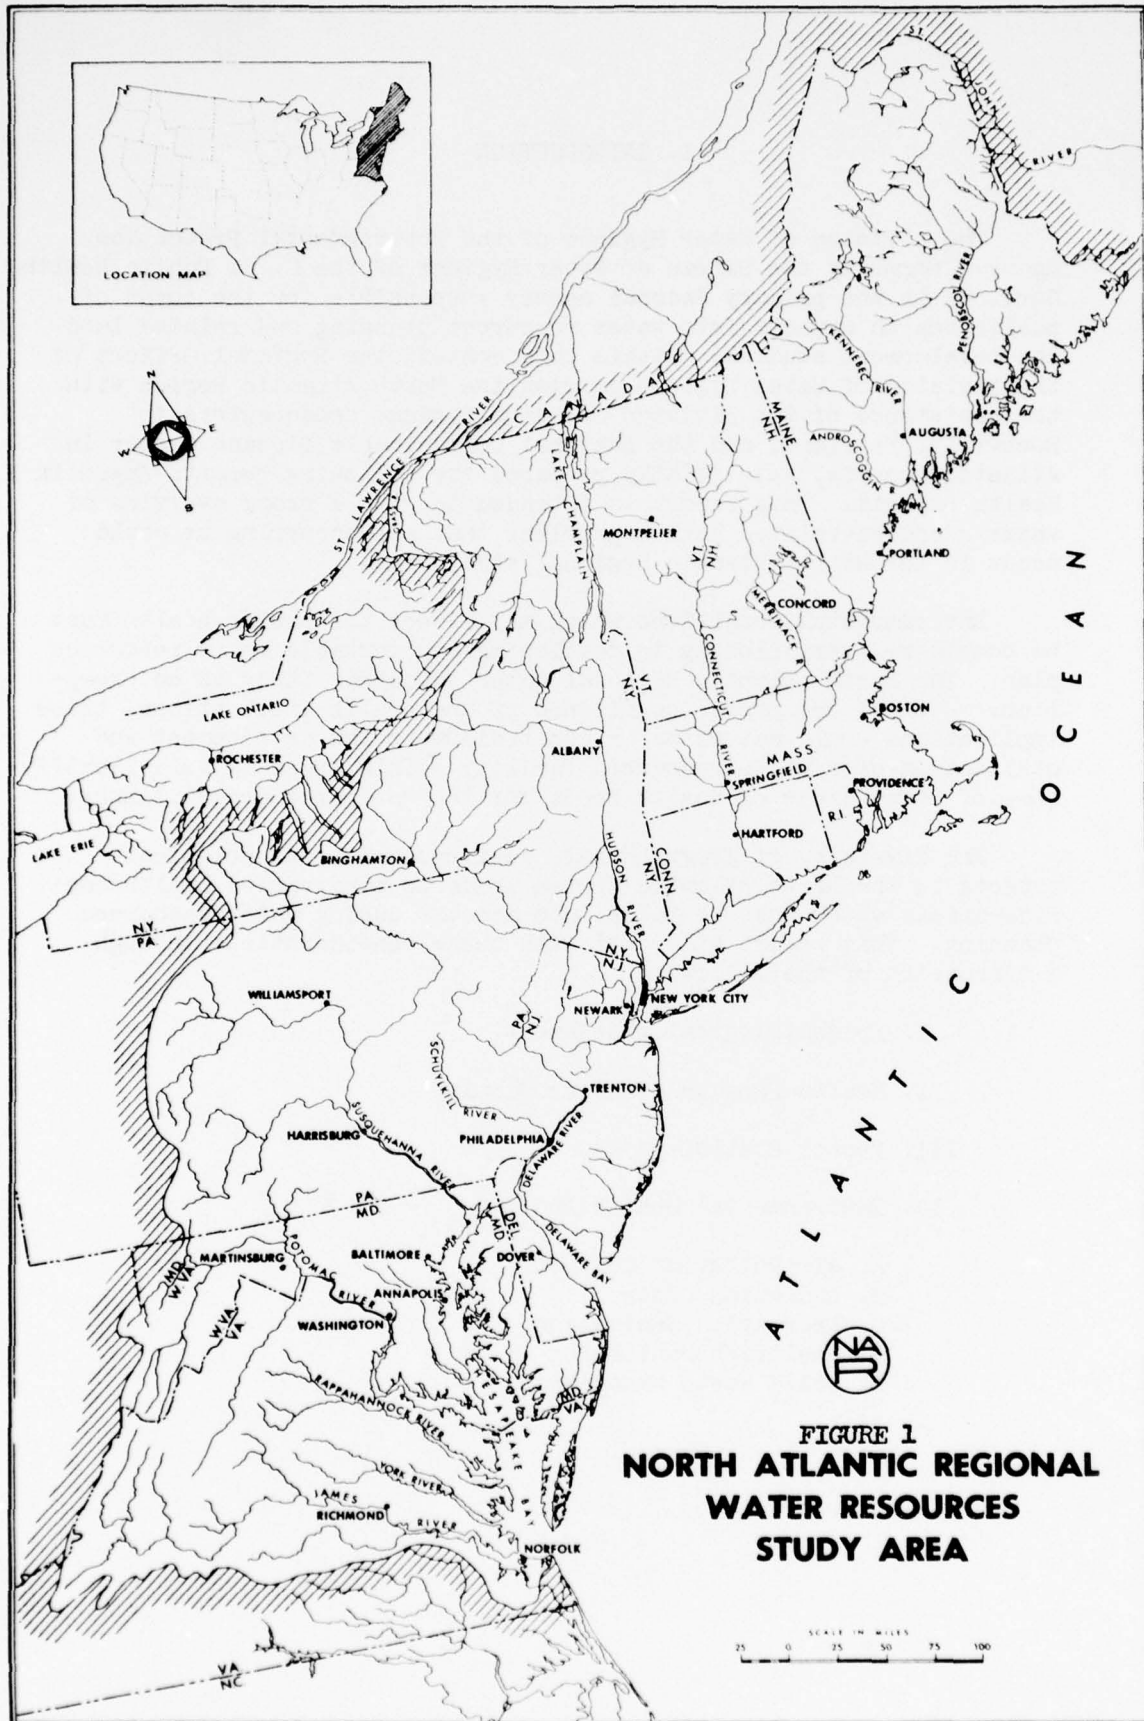 LOCATION MAP
N
E
W
S
ST JOHN RIVER
PENOBSCOT RIVER
KENNEBEC RIVER
ANDROSCOGGIN R
AUGUSTA
CANADA
ST LAWRENCE RIVER
MAINE
NH
LAKE CHAMPLAIN
MONTPELIER
VT
NH
PORTLAND
MERRIMACK R
CONCORD
CONNECTICUT RIVER
VT
NY
LAKE ONTARIO
BOSTON
ALBANY
MASS
ROCHESTER
SPRINGFIELD
PROVIDENCE
RI
HARTFORD
LAKE ERIE
BINGHAMTON
HUDSON RIVER
CONN
NY
NY
PA
NY
NJ
WILLIAMSPORT
NEWARK
NEW YORK CITY
PA
NJ
SCHUYLKILL RIVER
TRENTON
HARRISBURG
SUSQUEHANNA RIVER
PHILADELPHIA
DELAWARE RIVER
PA
MD
DEL
MD
DELAWARE BAY
MARTINSBURG
POTOMAC RIVER
BALTIMORE
DOVER
MD
W VA
ANNAPOLIS
W VA
VA
WASHINGTON
RAPPAHANNOCK RIVER
CHESAPEAKE BAY
MD
VA
YORK RIVER
JAMES RIVER
RICHMOND
NORFOLK
VA
NC
ATLANTIC OCEAN
NAR
FIGURE 1
NORTH ATLANTIC REGIONAL
WATER RESOURCES
STUDY AREA
SCALE IN MILES
25 0 25 50 75 100